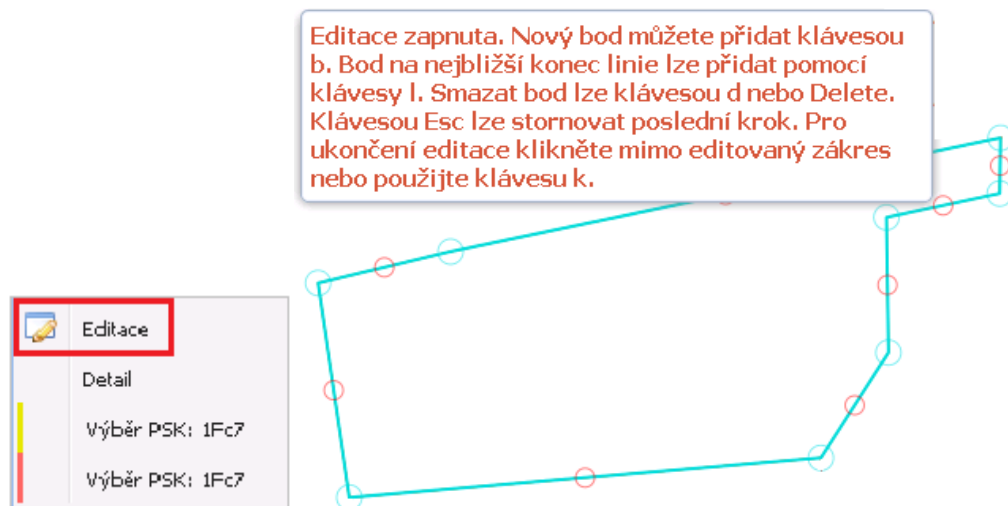 Editace zapnuta. Nový bod můžete přidat klávesou
b. Bod na nejbližší konec linie lze přidat pomocí
klávesy l. Smazat bod lze klávesou d nebo Delete.
Klávesou Esc lze stornovat poslední krok. Pro
ukončení editace klikněte mimo editovaný zákres
nebo použijte klávesu k.
Editace
Detail
Výběr PSK: 1Fc7
Výběr PSK: 1Fc7